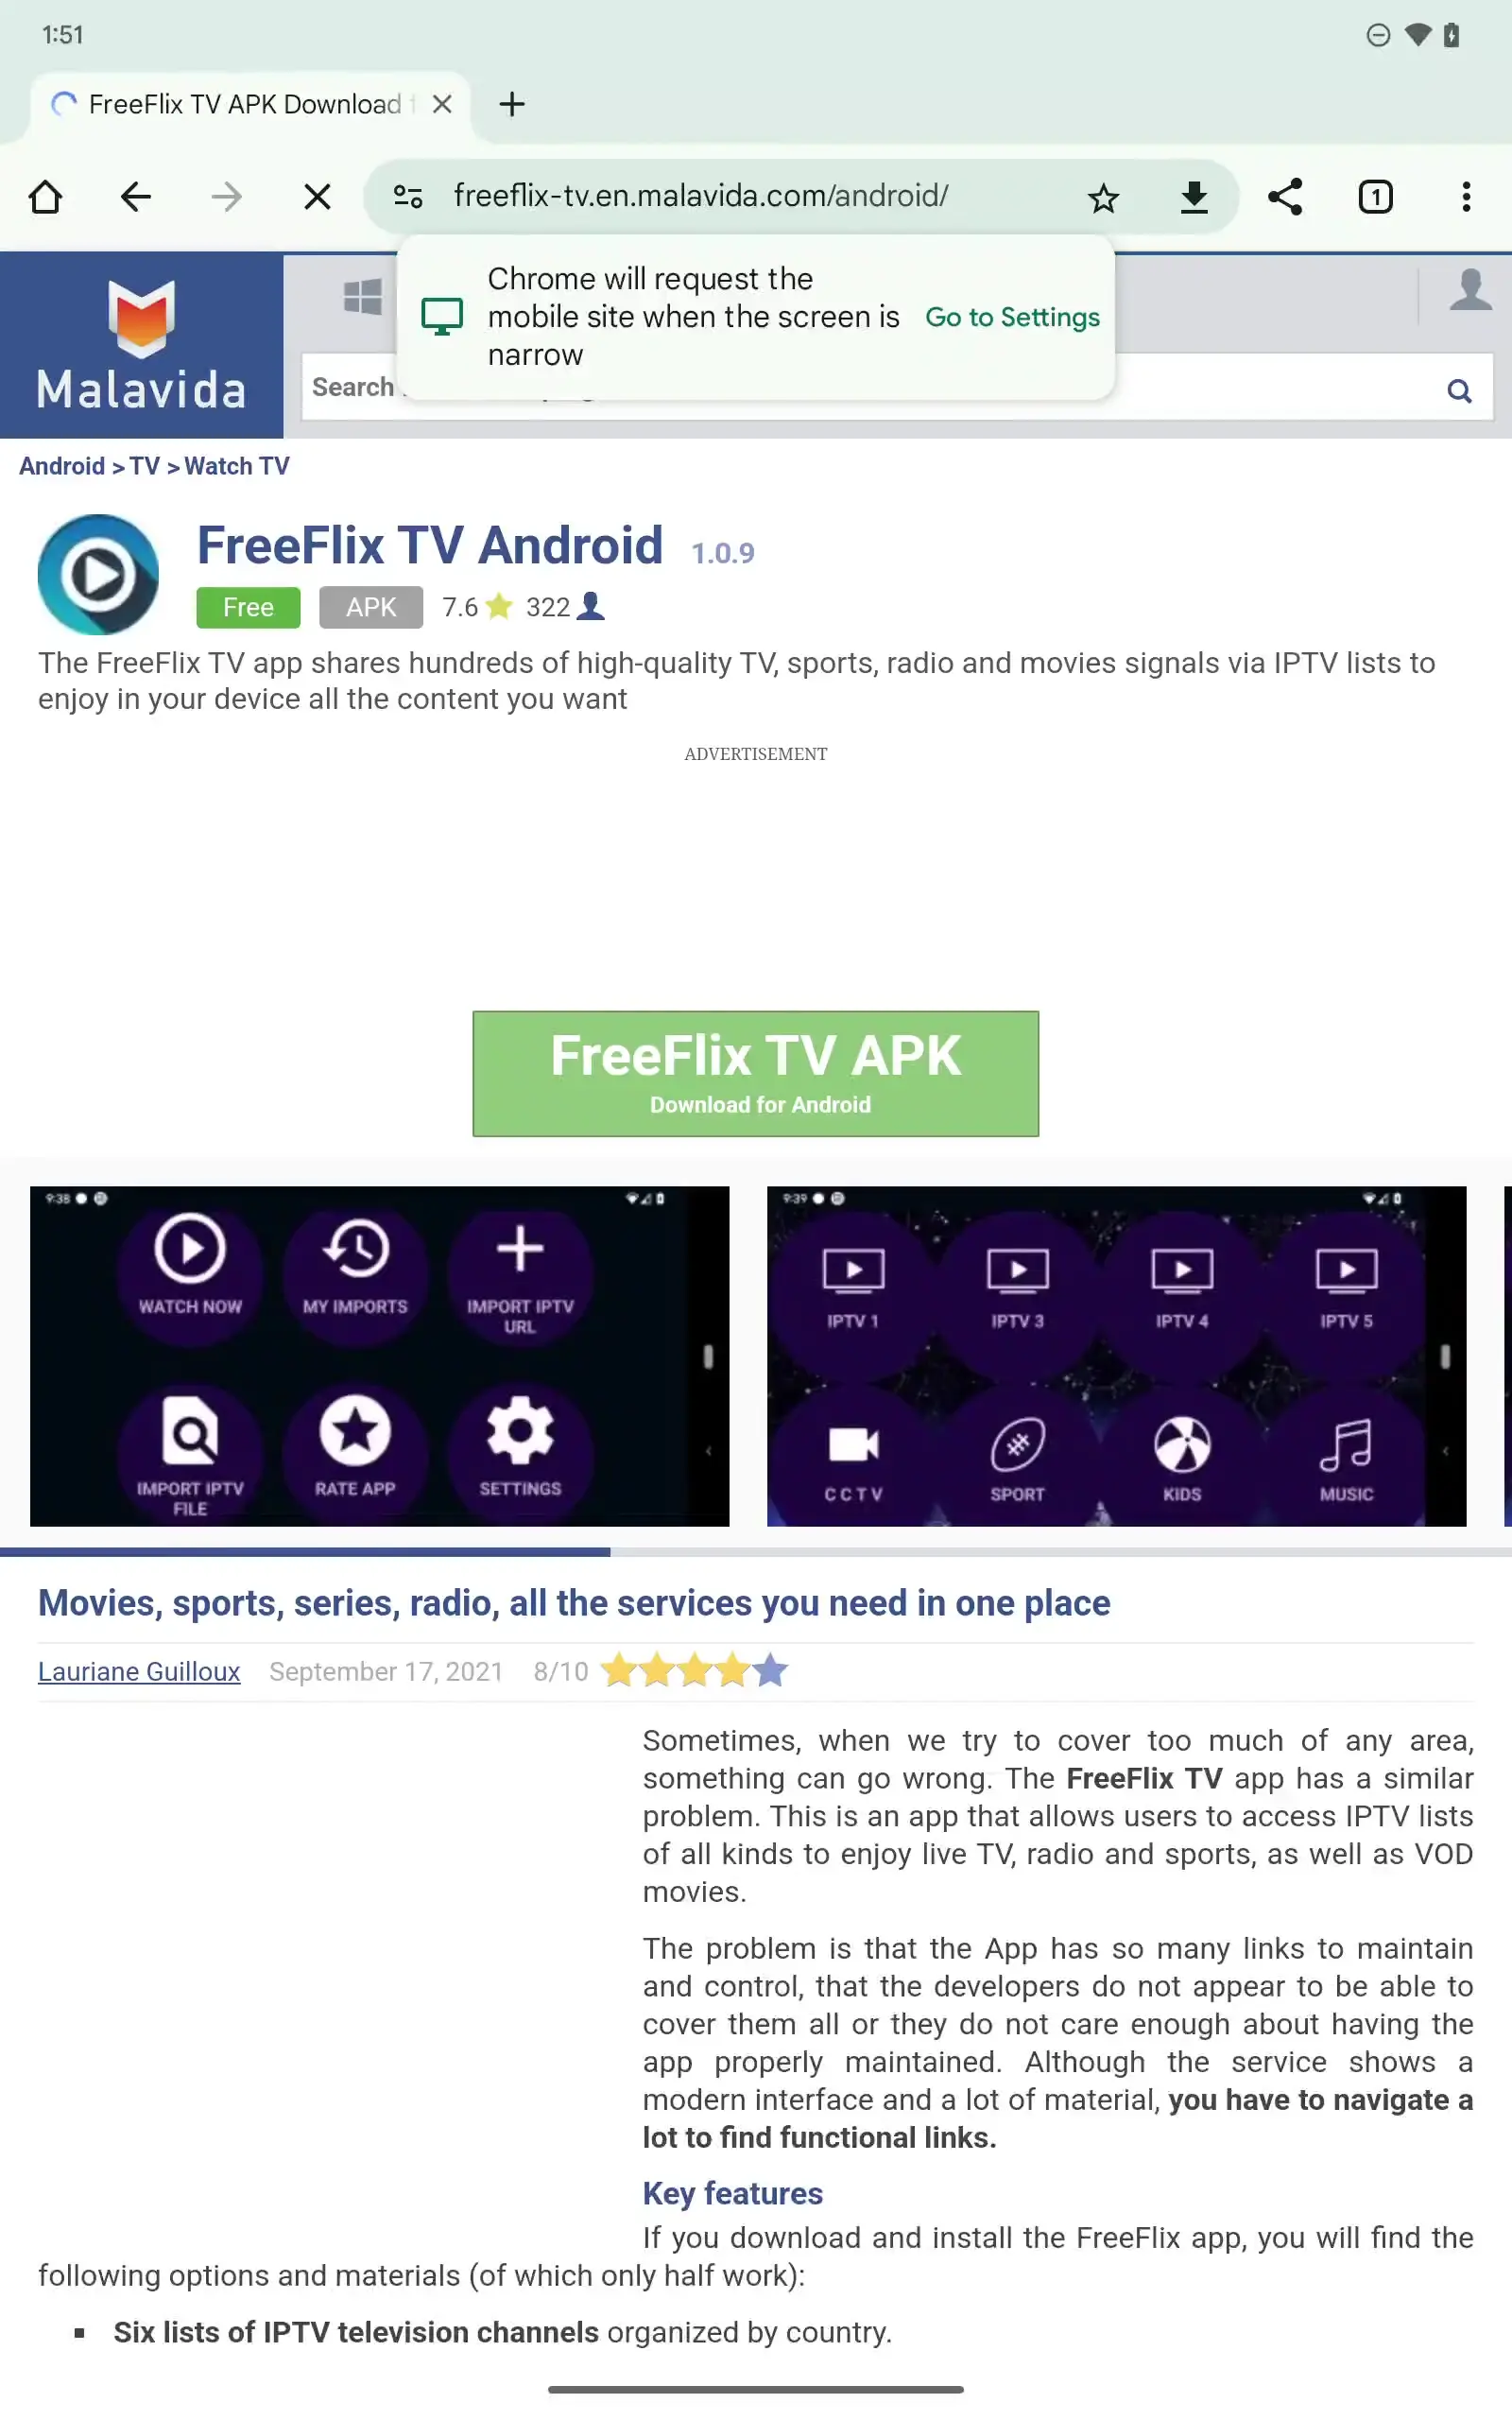 1:51
FreeFlix TV APK Download
freeflix-tv.en.malavida.com/android/
1
Chrome will request the
mobile site when the screen is
narrow
Go to Settings
Malavida
Search
Android > TV > Watch TV
FreeFlix TV Android 1.0.9
Free APK 7.6 322
The FreeFlix TV app shares hundreds of high-quality TV, sports, radio and movies signals via IPTV lists to
enjoy in your device all the content you want
ADVERTISEMENT
FreeFlix TV APK
Download for Android
9:38
WATCH NOW
MY IMPORTS
IMPORT IPTV
URL
IMPORT IPTV
FILE
RATE APP
SETTINGS
9:39
IPTV 1
IPTV 3
IPTV 4
IPTV 5
C C T V
SPORT
KIDS
MUSIC
Movies, sports, series, radio, all the services you need in one place
Lauriane Guilloux September 17, 2021 8/10
Sometimes, when we try to cover too much of any area,
something can go wrong. The FreeFlix TV app has a similar
problem. This is an app that allows users to access IPTV lists
of all kinds to enjoy live TV, radio and sports, as well as VOD
movies.
The problem is that the App has so many links to maintain
and control, that the developers do not appear to be able to
cover them all or they do not care enough about having the
app properly maintained. Although the service shows a
modern interface and a lot of material, you have to navigate a
lot to find functional links.
Key features
If you download and install the FreeFlix app, you will find the
following options and materials (of which only half work):
▪ Six lists of IPTV television channels organized by country.